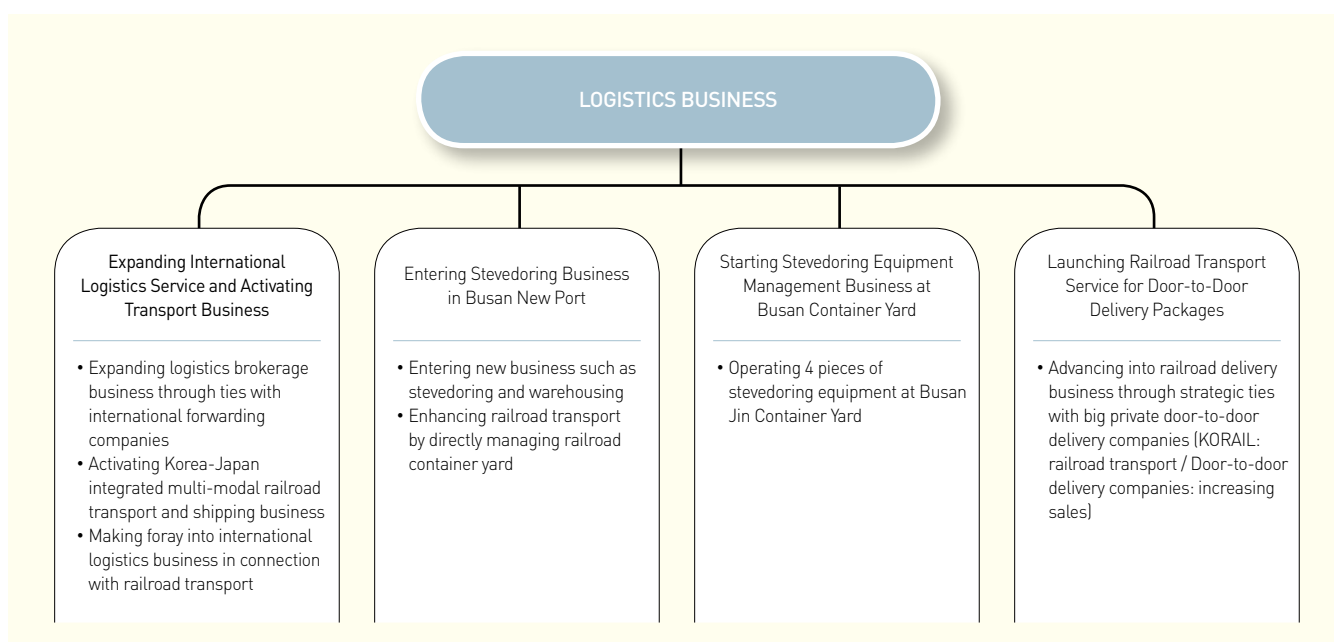 LOGISTICS BUSINESS
Expanding International
Logistics Service and Activating
Transport Business
• Expanding logistics brokerage
business through ties with
international forwarding
companies
• Activating Korea-Japan
integrated multi-modal railroad
transport and shipping business
• Making foray into international
logistics business in connection
with railroad transport
Entering Stevedoring Business
in Busan New Port
• Entering new business such as
stevedoring and warehousing
• Enhancing railroad transport
by directly managing railroad
container yard
Starting Stevedoring Equipment
Management Business at
Busan Container Yard
• Operating 4 pieces of
stevedoring equipment at Busan
Jin Container Yard
Launching Railroad Transport
Service for Door-to-Door
Delivery Packages
• Advancing into railroad delivery
business through strategic ties
with big private door-to-door
delivery companies (KORAIL:
railroad transport / Door-to-door
delivery companies: increasing
sales)